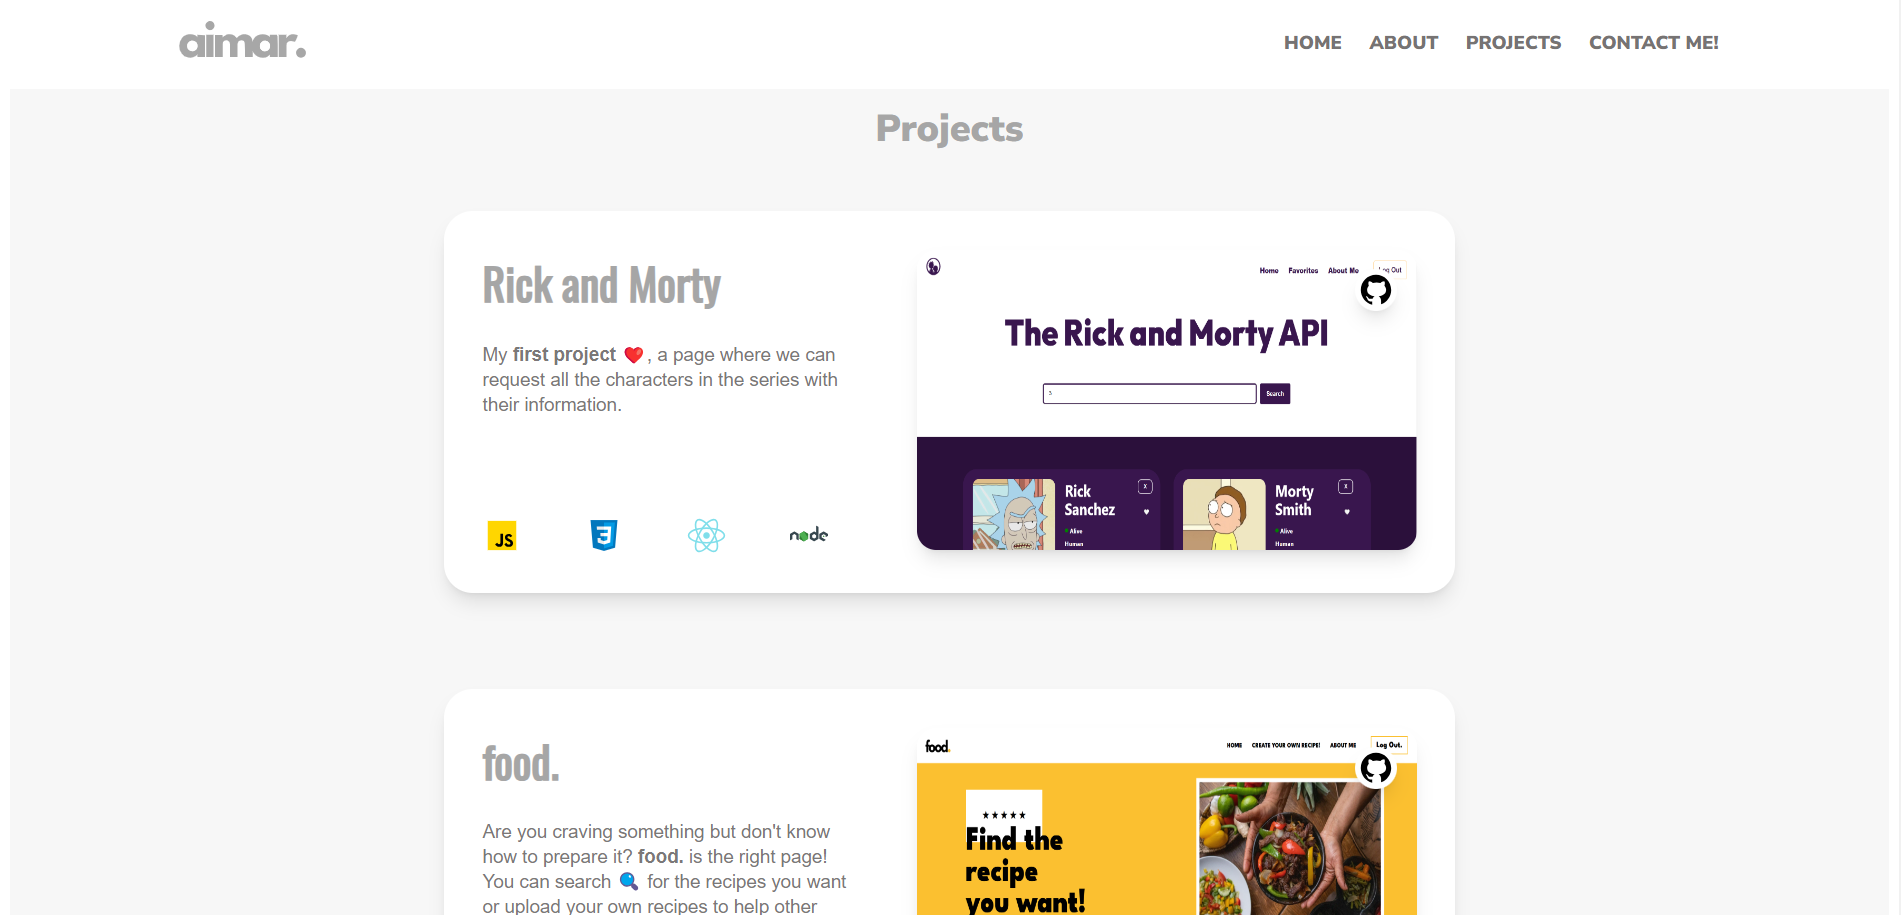 aimar.
HOME ABOUT PROJECTS CONTACT ME!
Projects
Rick and Morty
My first project ❤️, a page where we can
request all the characters in the series with
their information.
JS
3
node
Home Favorites About Me Log Out
The Rick and Morty API
Search
Rick
Sanchez
X
Alive
Human
Morty
Smith
X
Alive
Human
food.
Are you craving something but don't know
how to prepare it? food. is the right page!
You can search 🔍 for the recipes you want
or upload your own recipes to help other
food.
HOME CREATE YOUR OWN RECIPE! ABOUT ME Log Out.
★★★★★
Find the
recipe
you want!